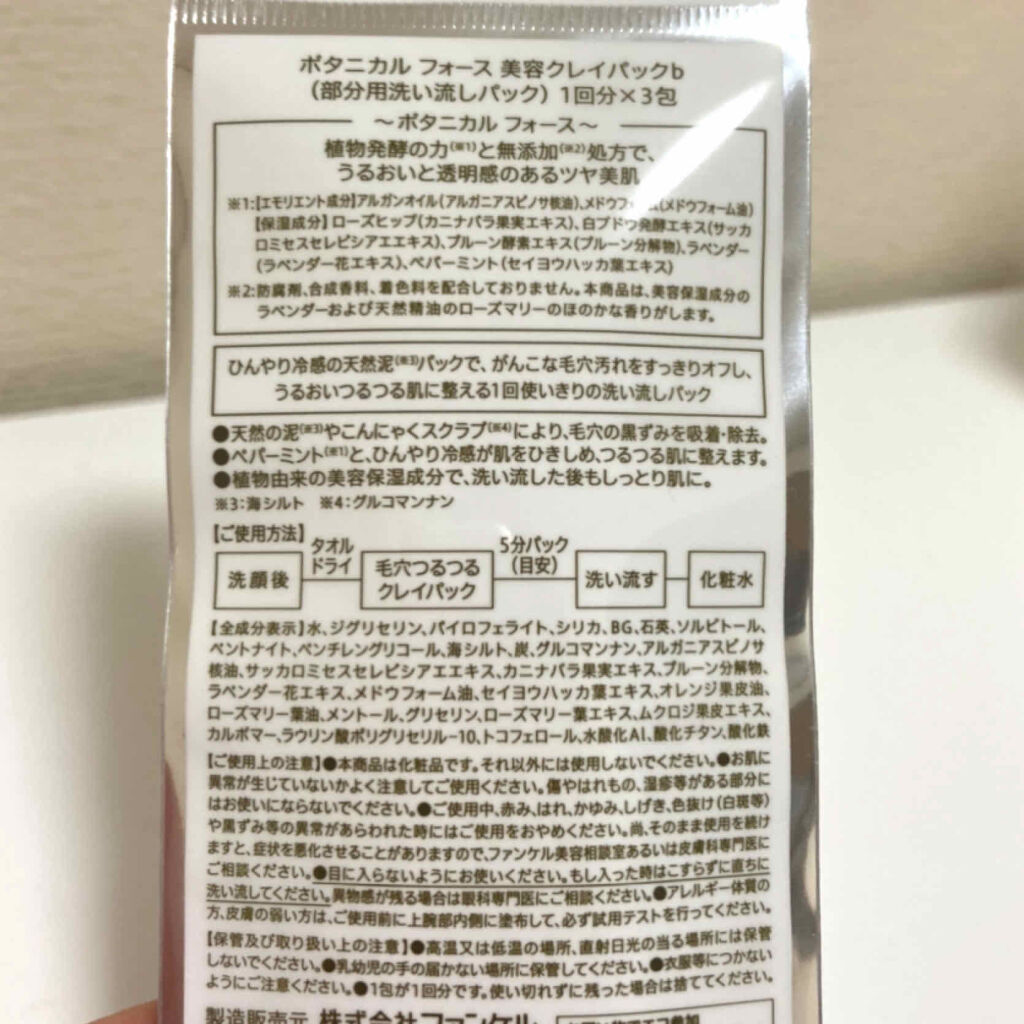 ボタニカル フォース 美容クレイパックb
(部分用洗い流しパック) 1回分×3包
〜ボタニカル フォース〜
植物発酵の力(※1)と無添加(※2)処方で、
うるおいと透明感のあるツヤ美肌
※1:【エモリエント成分】アルガンオイル(アルガニアスピノサ核油)、メドウフォーム(メドウフォーム油)
【保湿成分】ローズヒップ(カニナバラ果実エキス)、白ブドウ発酵エキス(サッカ
ロミセスセレビシアエエキス)、プルーン酵素エキス(プルーン分解物)、ラベンダー
(ラベンダー花エキス)、ペパーミント(セイヨウハッカ葉エキス)
※2:防腐剤、合成香料、着色料を配合しておりません。本商品は、美容保湿成分の
ラベンダーおよび天然精油のローズマリーのほのかな香りがします。
ひんやり冷感の天然泥(※3)パックで、がんこな毛穴汚れをすっきりオフし、
うるおいつるつる肌に整える1回使いきりの洗い流しパック
●天然の泥(※3)やこんにゃくスクラブ(※4)により、毛穴の黒ずみを吸着・除去。
●ペパーミント(※1)と、ひんやり冷感が肌をひきしめ、つるつる肌に整えます。
●植物由来の美容保湿成分で、洗い流した後もしっとり肌に。
※3:海シルト ※4:グルコマンナン
【ご使用方法】
洗顔後 タオルドライ 毛穴つるつるクレイパック 5分パック(目安) 洗い流す 化粧水
【全成分表示】水、ジグリセリン、パイロフェライト、シリカ、BG、石英、ソルビトール、
ベントナイト、ペンチレングリコール、海シルト、炭、グルコマンナン、アルガニアスピノサ
核油、サッカロミセスセレビシアエエキス、カニナバラ果実エキス、プルーン分解物、
ラベンダー花エキス、メドウフォーム油、セイヨウハッカ葉エキス、オレンジ果皮油、
ローズマリー葉油、メントール、グリセリン、ローズマリー葉エキス、ムクロジ果皮エキス、
カルボマー、ラウリン酸ポリグリセリル-10、トコフェロール、水酸化Al、酸化チタン、酸化鉄
【ご使用上の注意】●本商品は化粧品です。それ以外には使用しないでください。●お肌に
異常が生じていないかよく注意してご使用ください。傷やはれもの、湿疹等がある部分に
はお使いにならないでください。●ご使用中、赤み、はれ、かゆみ、しげき、色抜け(白斑等)
や黒ずみ等の異常があらわれた時にはご使用をおやめください。尚、そのまま使用を続け
ますと、症状を悪化させることがありますので、ファンケル美容相談室あるいは皮膚科専門医に
ご相談ください。●目に入らないようにお使いください。もし入った時はこすらずに直ちに
洗い流してください。異物感が残る場合は眼科専門医にご相談ください。●アレルギー体質の
方、皮膚の弱い方は、ご使用前に上腕部内側に塗布して、必ず試用テストを行ってください。
【保管及び取り扱い上の注意】●高温又は低温の場所、直射日光の当る場所には保管
しないでください。●乳幼児の手の届かない場所に保管してください。●衣服等につかない
ようにご注意ください。●1包が1回分です。使い切れずに残った場合は捨ててください。
製造販売元 株式会社ファンケル